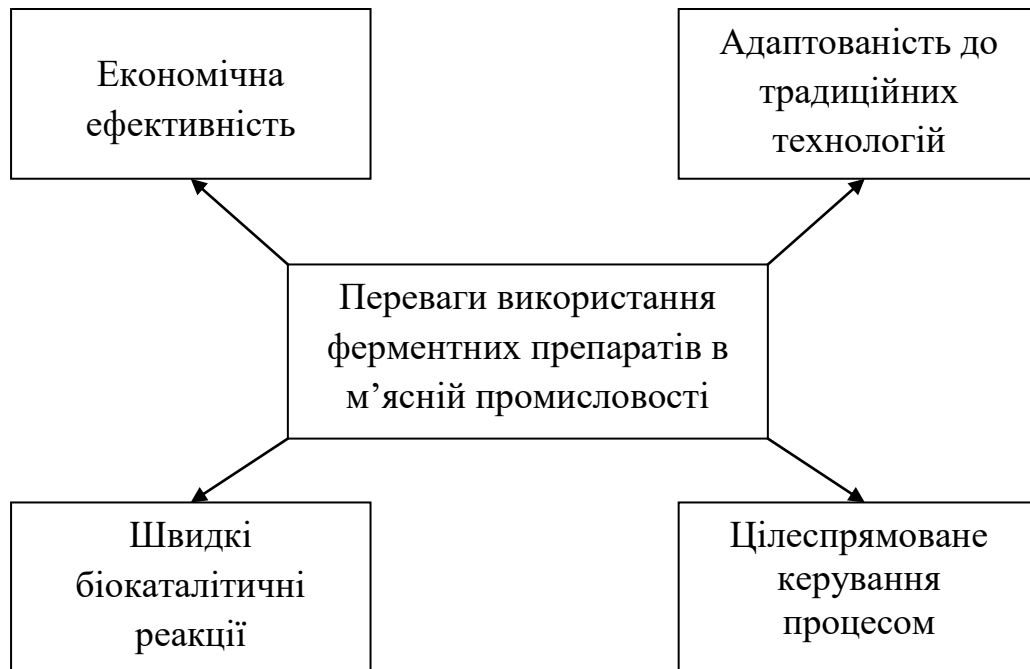 Економічна
ефективність
Адаптованість до
традиційних
технологій
Переваги використання
ферментних препаратів в
м’ясній промисловості
Швидкі
біокаталітичні
реакції
Цілеспрямоване
керування
процесом